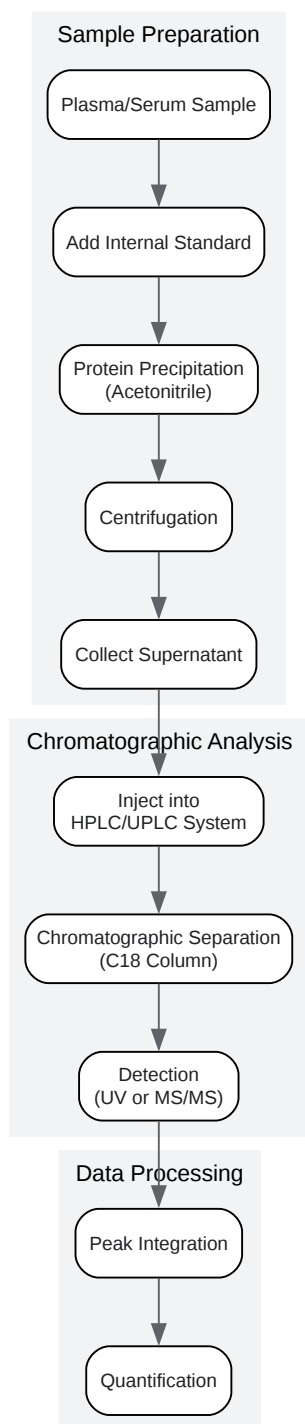 Sample Preparation
Plasma/Serum Sample
Add Internal Standard
Protein Precipitation
(Acetonitrile)
Centrifugation
Collect Supernatant
Chromatographic Analysis
Inject into
HPLC/UPLC System
Chromatographic Separation
(C18 Column)
Detection
(UV or MS/MS)
Data Processing
Peak Integration
Quantification